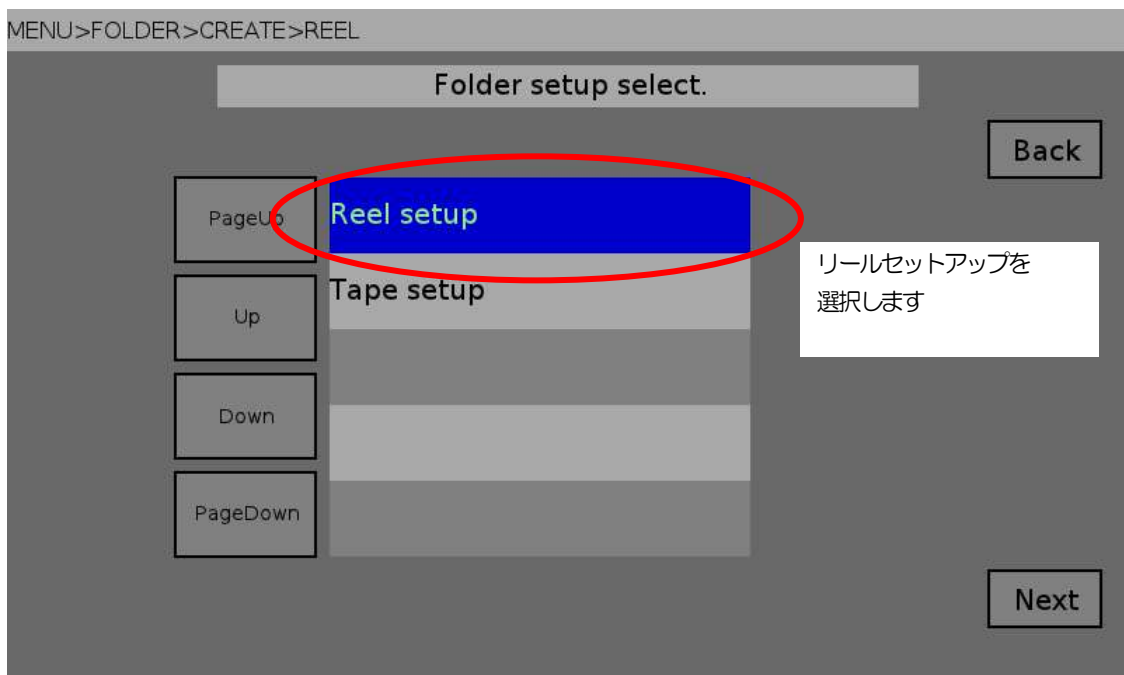 MENU>FOLDER>CREATE>REEL
Folder setup select.
Back
PageUp
Reel setup
リールセットアップを
選択します
Up
Tape setup
Down
PageDown
Next